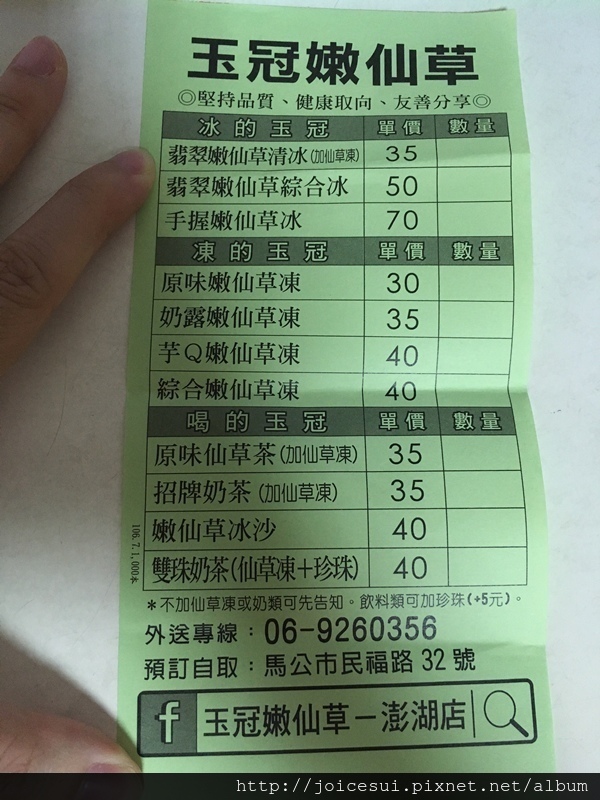 玉冠嫩仙草
◎堅持品質、健康取向、友善分享◎
冰的玉冠 單價 數量
翡翠嫩仙草清冰(加仙草凍) 35
翡翠嫩仙草綜合冰 50
手握嫩仙草冰 70
凍的玉冠 單價 數量
原味嫩仙草凍 30
奶露嫩仙草凍 35
芋Q嫩仙草凍 40
綜合嫩仙草凍 40
喝的玉冠 單價 數量
原味仙草茶(加仙草凍) 35
招牌奶茶(加仙草凍) 35
嫩仙草冰沙 40
雙珠奶茶(仙草凍+珍珠) 40
106.7.1,000本
*不加仙草凍或奶類可先告知。飲料類可加珍珠(+5元)。
外送專線：06-9260356
預訂自取：馬公市民福路32號
f 玉冠嫩仙草－澎湖店
http://joicesui.pixnet.net/album